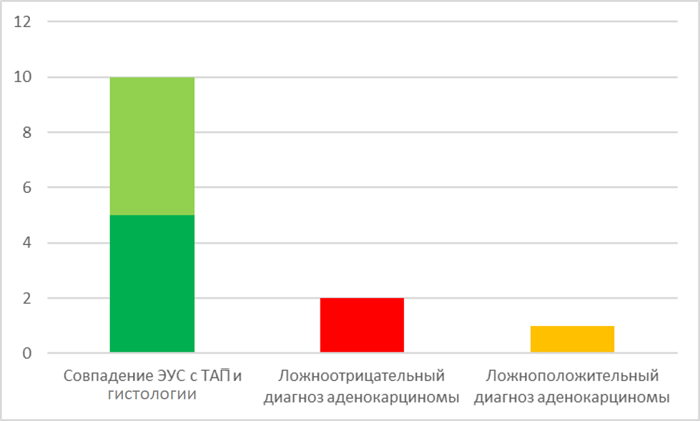 12
10
8
6
4
2
0
Совпадение ЭУС с ТАП и
гистологии
Ложноотрицательный
диагноз аденокарциномы
Ложноположительный
диагноз аденокарциномы